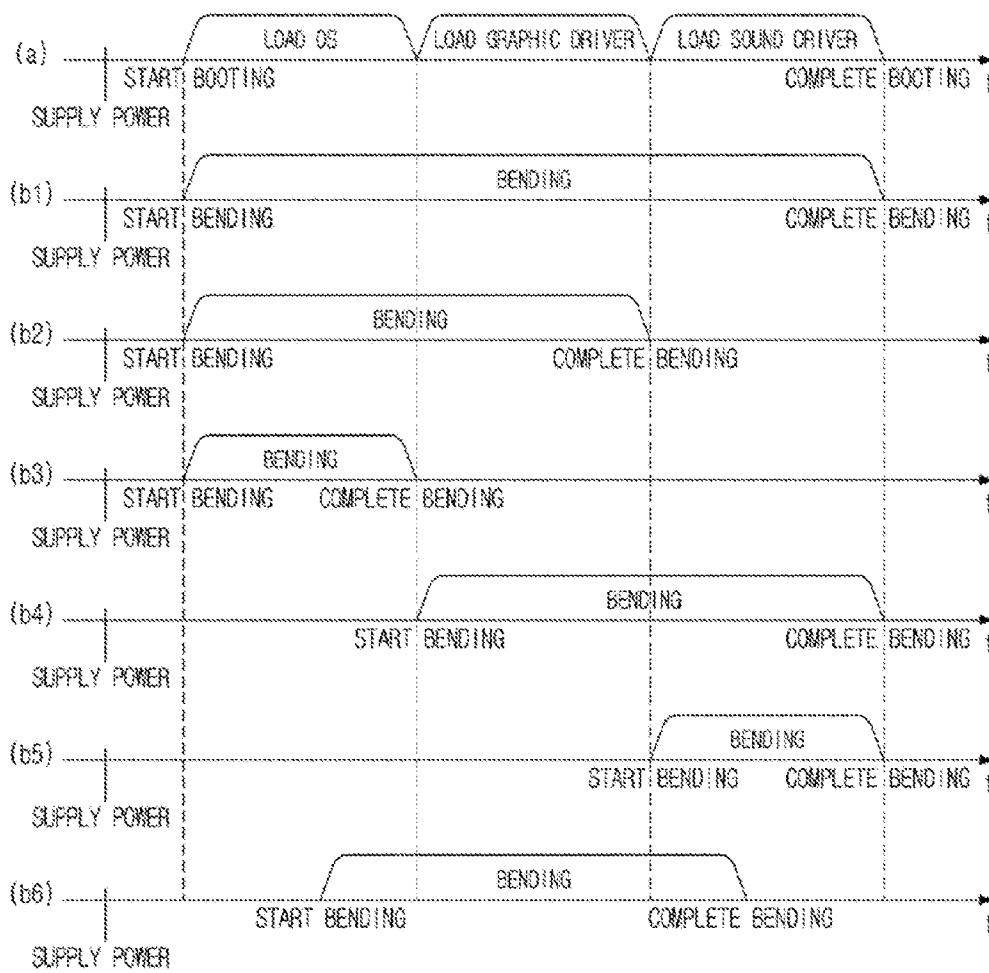 (a) LOAD OS LOAD GRAPHIC DRIVER LOAD SOUND DRIVER
START BOOTING COMPLETE BOOTING t
SUPPLY POWER
(b1) BENDING
START BENDING COMPLETE BENDING t
SUPPLY POWER
(b2) BENDING
START BENDING COMPLETE BENDING t
SUPPLY POWER
(b3) BENDING
START BENDING COMPLETE BENDING t
SUPPLY POWER
(b4) BENDING
START BENDING COMPLETE BENDING t
SUPPLY POWER
(b5) BENDING
START BENDING COMPLETE BENDING t
SUPPLY POWER
(b6) BENDING
START BENDING COMPLETE BENDING t
SUPPLY POWER